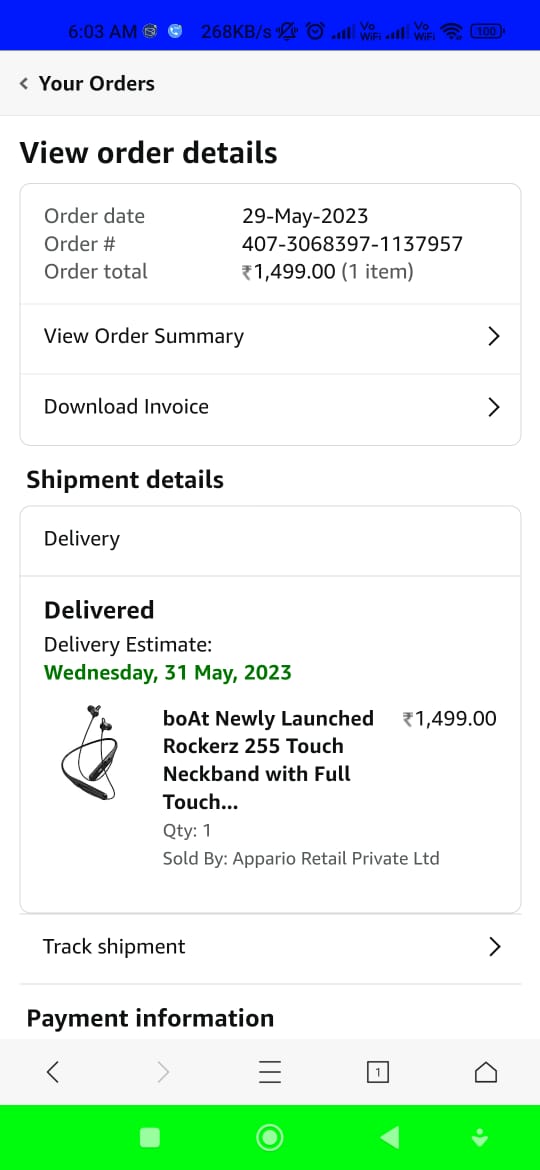 6:03 AM 268KB/s Vo WiFi Vo WiFi 100
Your Orders
View order details
Order date 29-May-2023
Order # 407-3068397-1137957
Order total ₹1,499.00 (1 item)
View Order Summary
Download Invoice
Shipment details
Delivery
Delivered
Delivery Estimate:
Wednesday, 31 May, 2023
boAt Newly Launched ₹1,499.00
Rockerz 255 Touch
Neckband with Full
Touch...
Qty: 1
Sold By: Appario Retail Private Ltd
Track shipment
Payment information
1